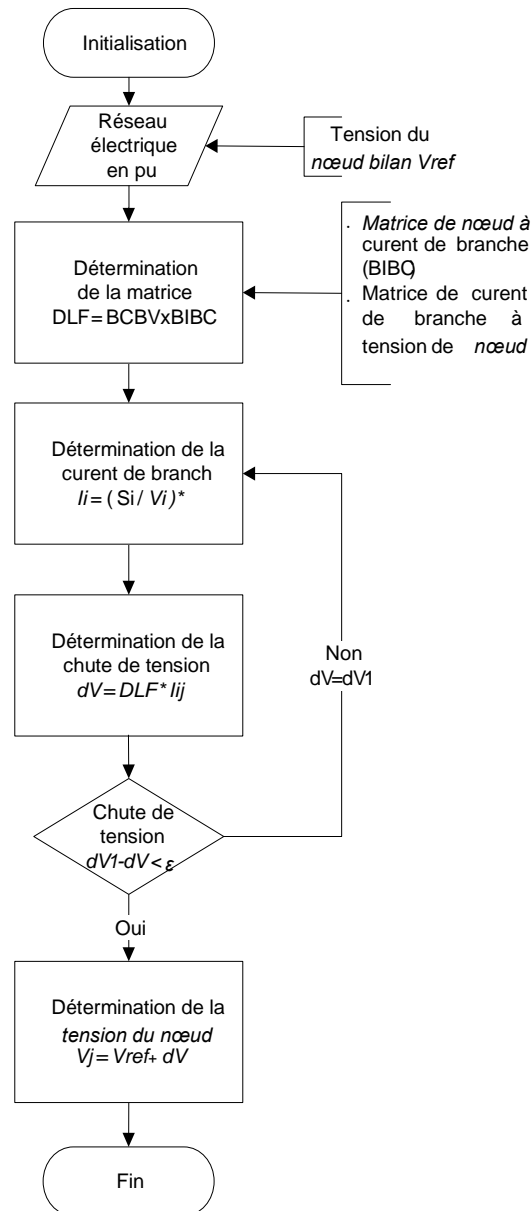 Initialisation
Réseau
électrique
en pu
Tension du
nœud bilan Vref
Détermination
de la matrice
DLF=BCBVxBIBC
. Matrice de nœud à
curent de branche
(BIBC)
. Matrice de curent
de branche à
tension de nœud
Détermination de la
curent de branch
Ii = ( Si / Vi )*
Détermination de la
chute de tension
dV = DLF* Iij
Non
dV=dV1
Chute de
tension
dV1-dV < ε
Oui
Détermination de la
tension du nœud
Vj = Vref+ dV
Fin